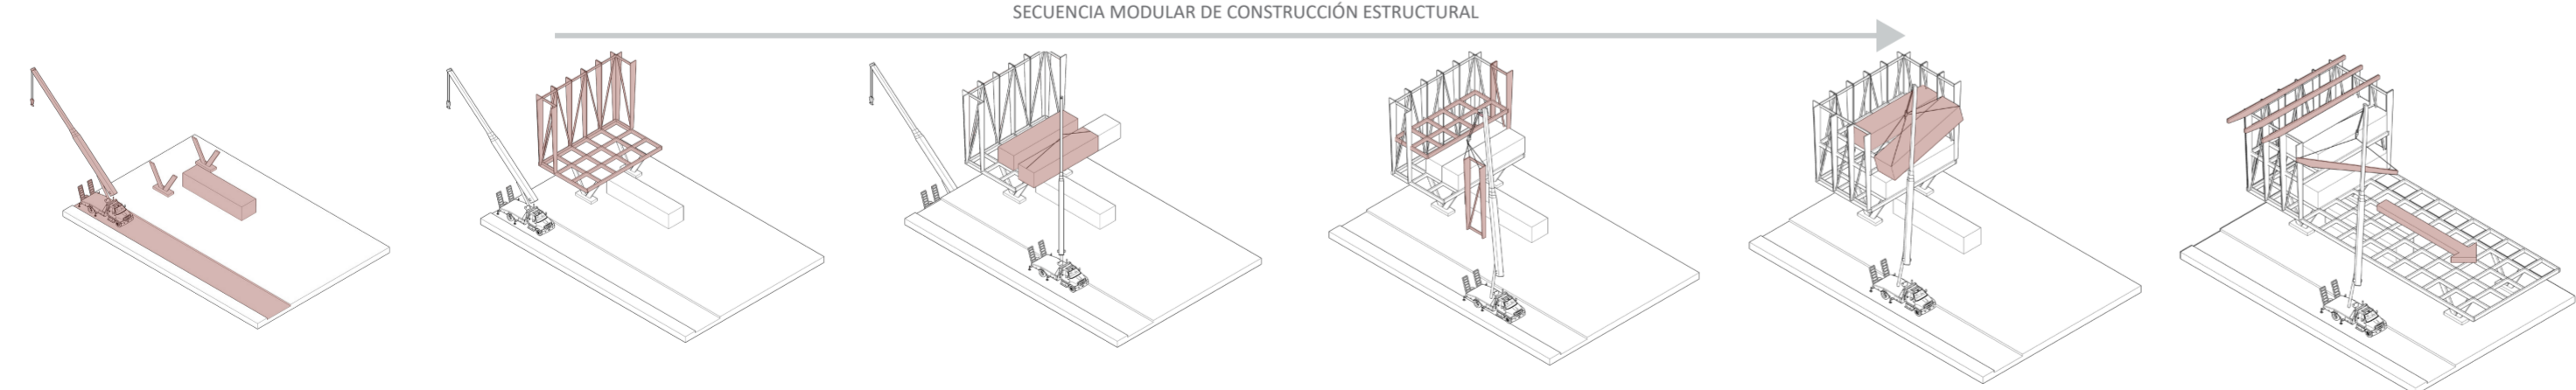 SECUENCIA MODULAR DE CONSTRUCCIÓN ESTRUCTURAL